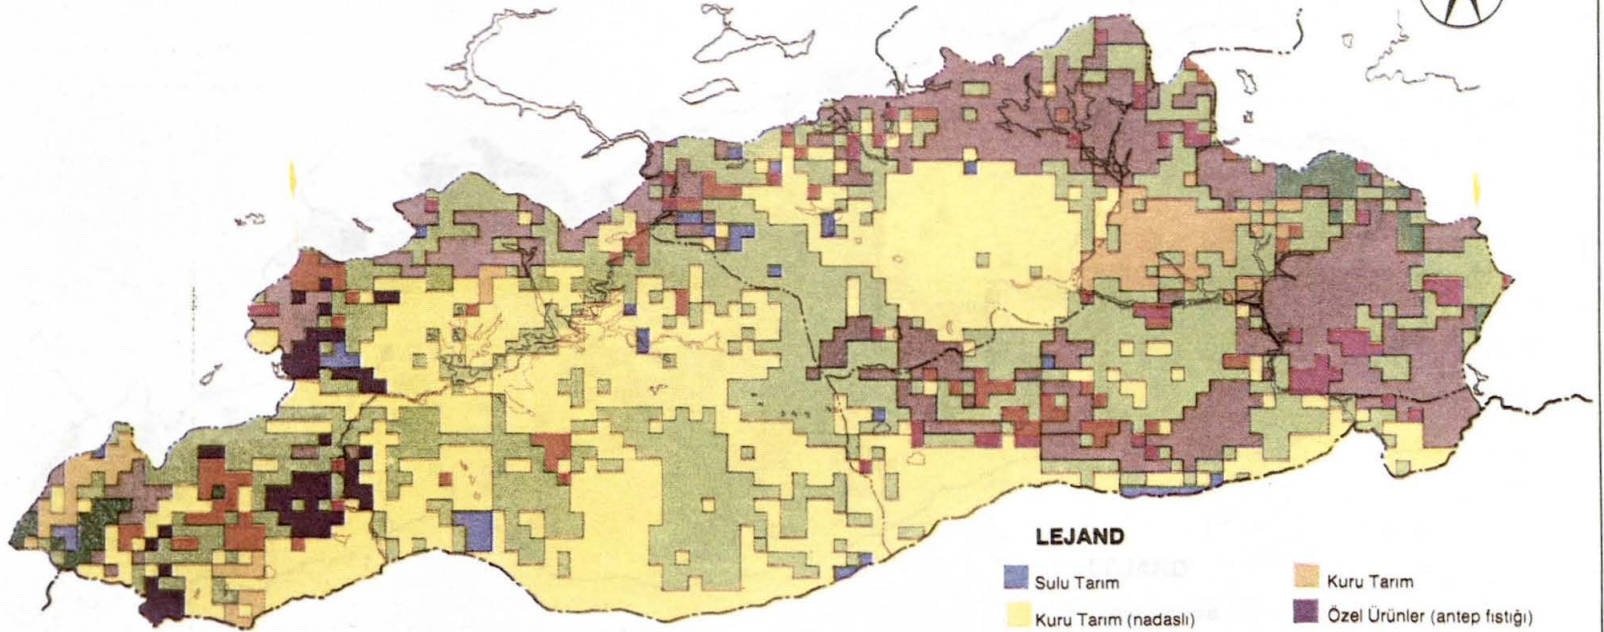 LEJAND
Sulu Tarım
Kuru Tarım
Kuru Tarım (nadaslı)
Özel Ürünler (antep fıstığı)